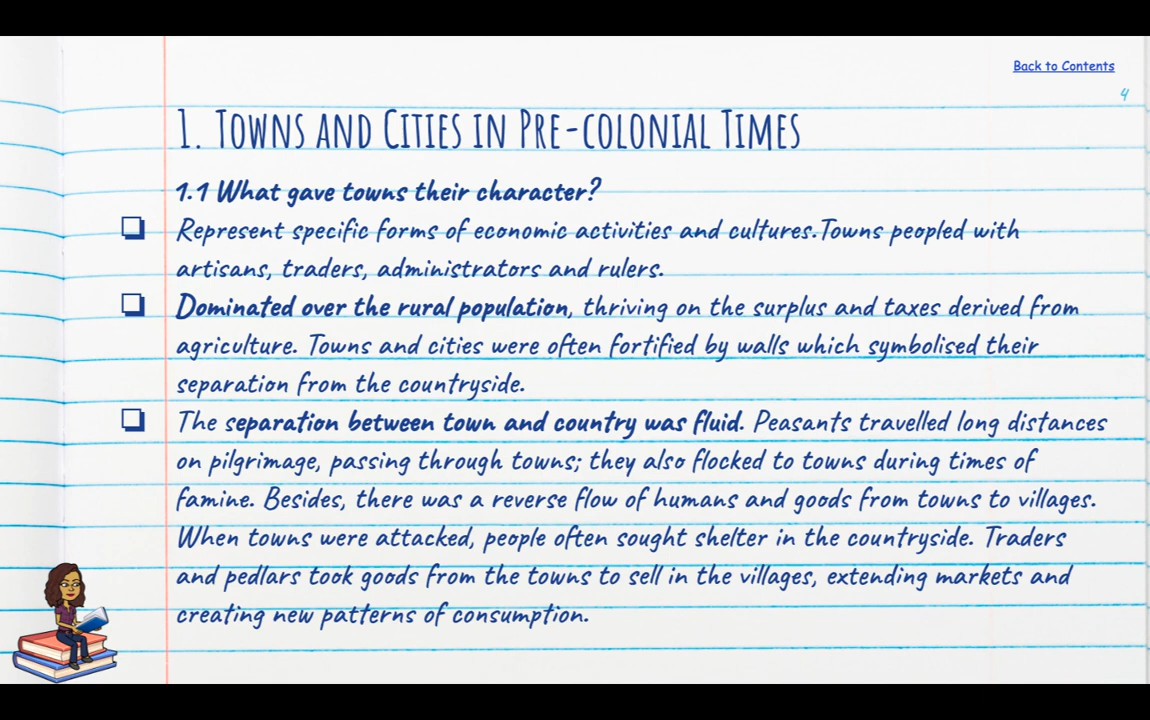 Back to Contents
4
1. Towns and Cities in Pre-colonial Times
1.1 What gave towns their character?
Represent specific forms of economic activities and cultures.Towns peopled with
artisans, traders, administrators and rulers.
Dominated over the rural population, thriving on the surplus and taxes derived from
agriculture. Towns and cities were often fortified by walls which symbolised their
separation from the countryside.
The separation between town and country was fluid. Peasants travelled long distances
on pilgrimage, passing through towns; they also flocked to towns during times of
famine. Besides, there was a reverse flow of humans and goods from towns to villages.
When towns were attacked, people often sought shelter in the countryside. Traders
and pedlars took goods from the towns to sell in the villages, extending markets and
creating new patterns of consumption.